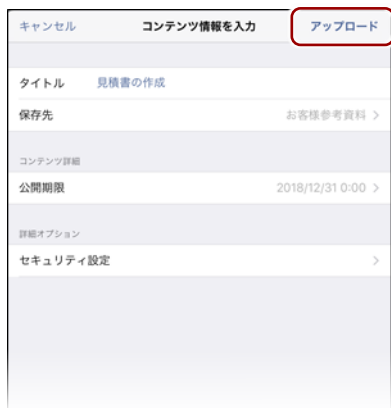 キャンセル コンテンツ情報を入力 アップロード
タイトル 見積書の作成
保存先 お客様参考資料 >
コンテンツ詳細
公開期限 2018/12/31 0:00 >
詳細オプション
セキュリティ設定 >